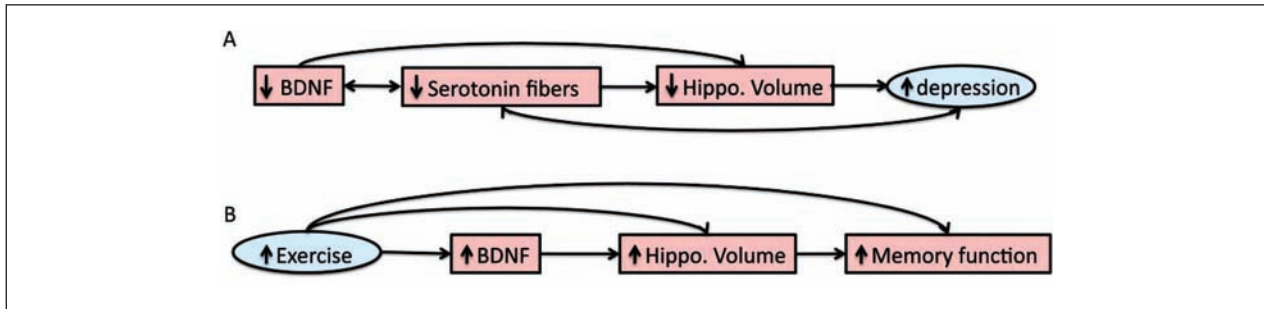 A
↓ BDNF
↓ Serotonin fibers
↓ Hippo. Volume
↑ depression
B
↑ Exercise
↑ BDNF
↑ Hippo. Volume
↑ Memory function